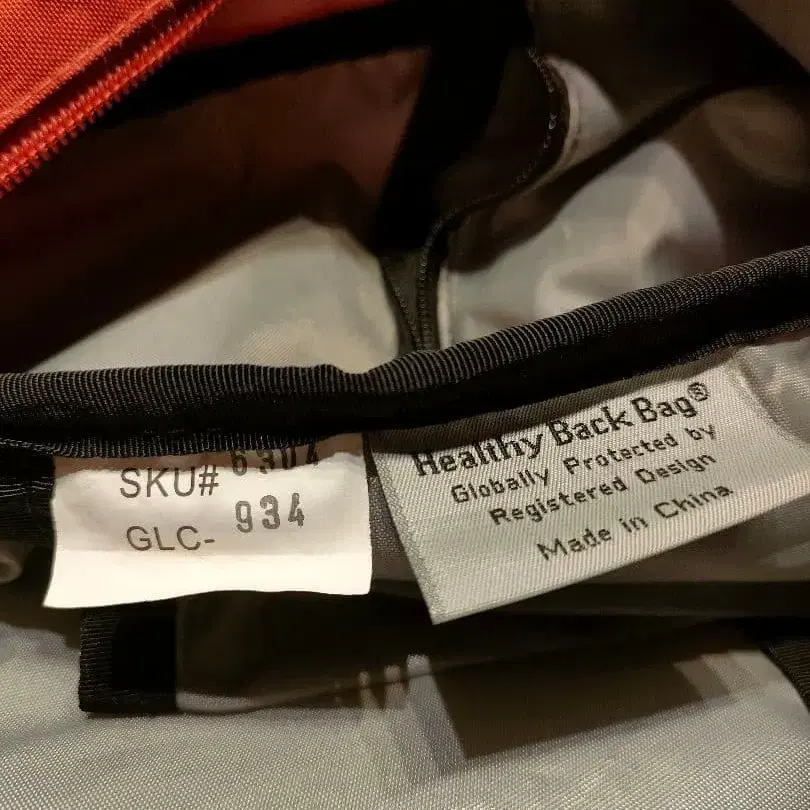 SKU# 6304
GLC- 934
Healthy Back Bag®
Globally Protected by
Registered Design
Made in China